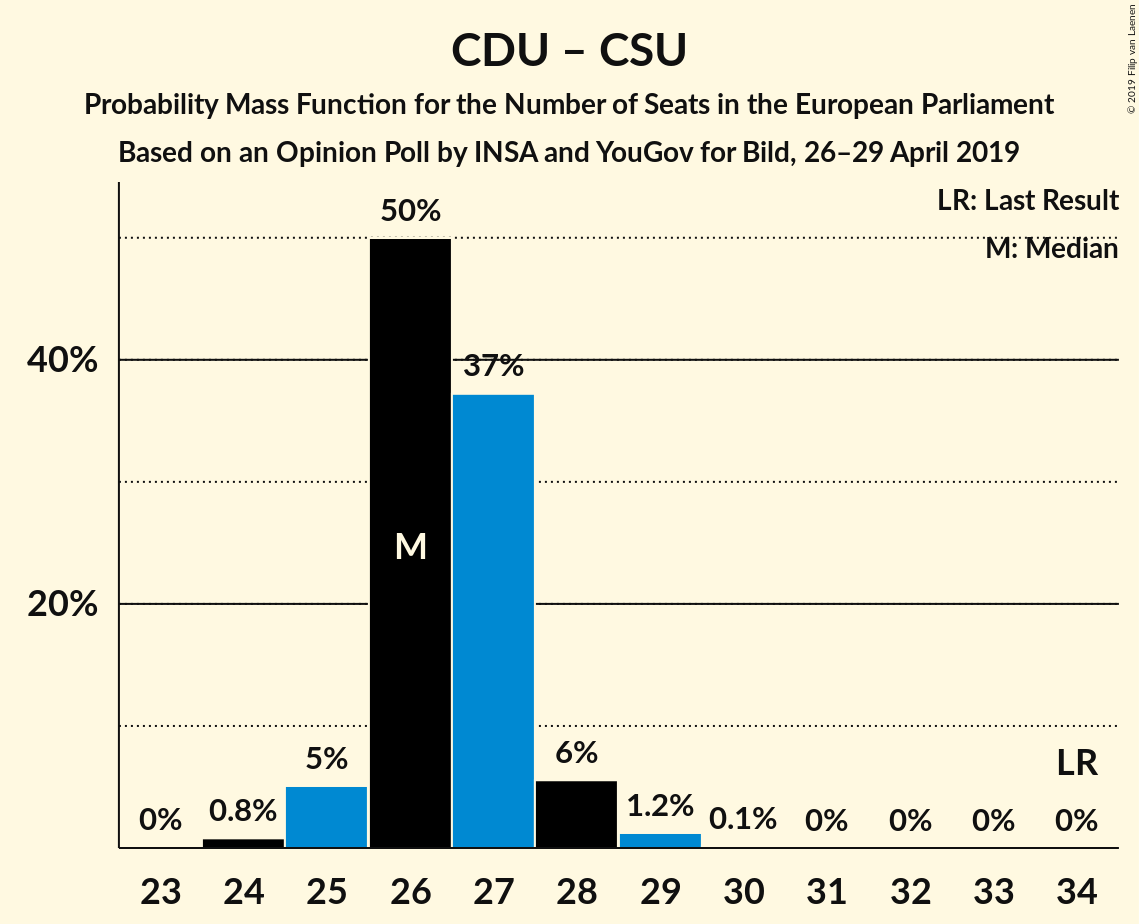 CDU – CSU
Probability Mass Function for the Number of Seats in the European Parliament
Based on an Opinion Poll by INSA and YouGov for Bild, 26–29 April 2019
© 2019 Filip van Laenen
LR: Last Result
M: Median
50%
40%
37%
M
20%
5%
6%
LR
0%
0.8%
1.2%
0.1%
0%
0%
0%
0%
23 24 25 26 27 28 29 30 31 32 33 34